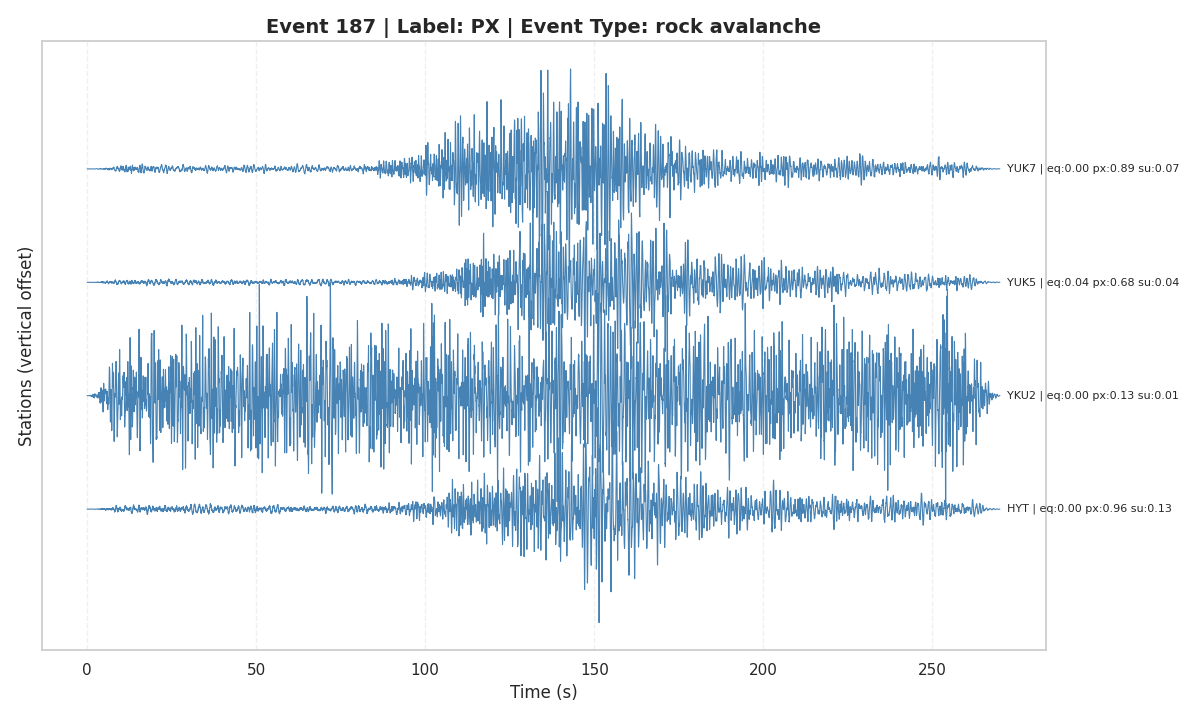 Event 187 | Label: PX | Event Type: rock avalanche
Stations (vertical offset)
YUK7 | eq:0.00 px:0.89 su:0.07
YUK5 | eq:0.04 px:0.68 su:0.04
YKU2 | eq:0.00 px:0.13 su:0.01
HYT | eq:0.00 px:0.96 su:0.13
0 50 100 150 200 250
Time (s)